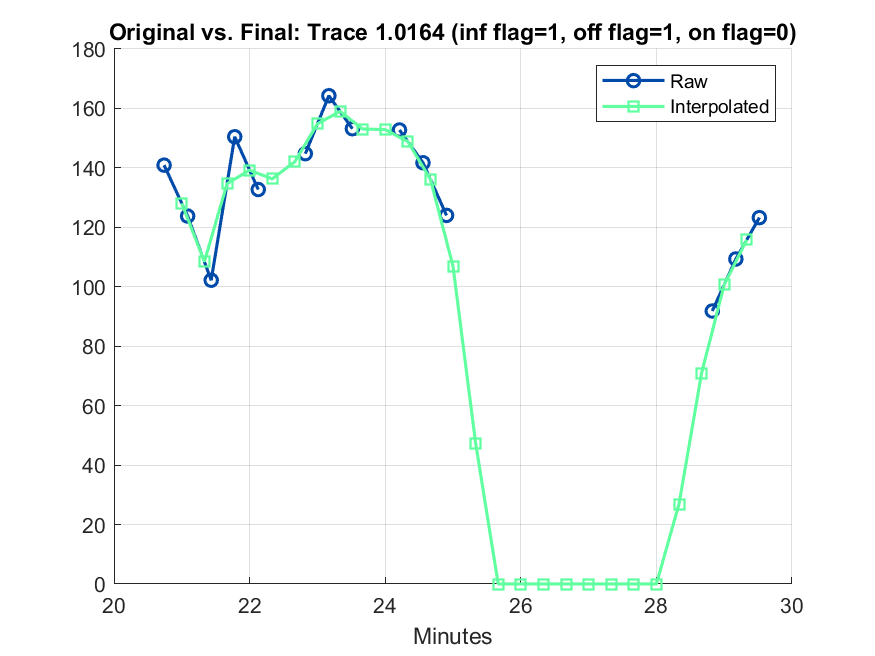 Original vs. Final: Trace 1.0164 (inf flag=1, off flag=1, on flag=0)
180
160
140
120
100
80
60
40
20
0
Raw
Interpolated
20 22 24 26 28 30
Minutes